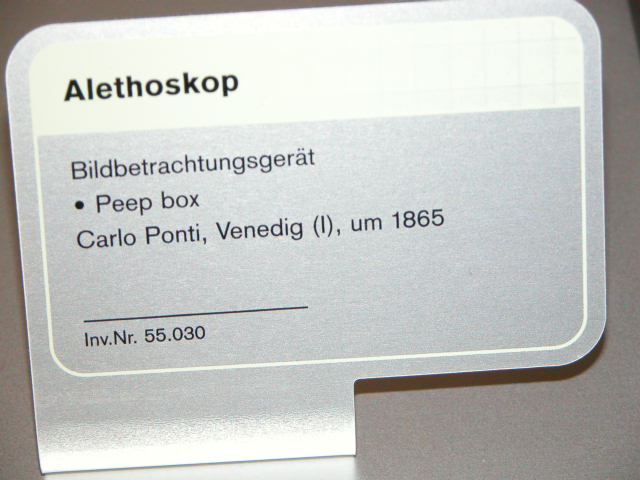 Alethoskop
Bildbetrachtungsgerät
• Peep box
Carlo Ponti, Venedig (I), um 1865
Inv.Nr. 55.030